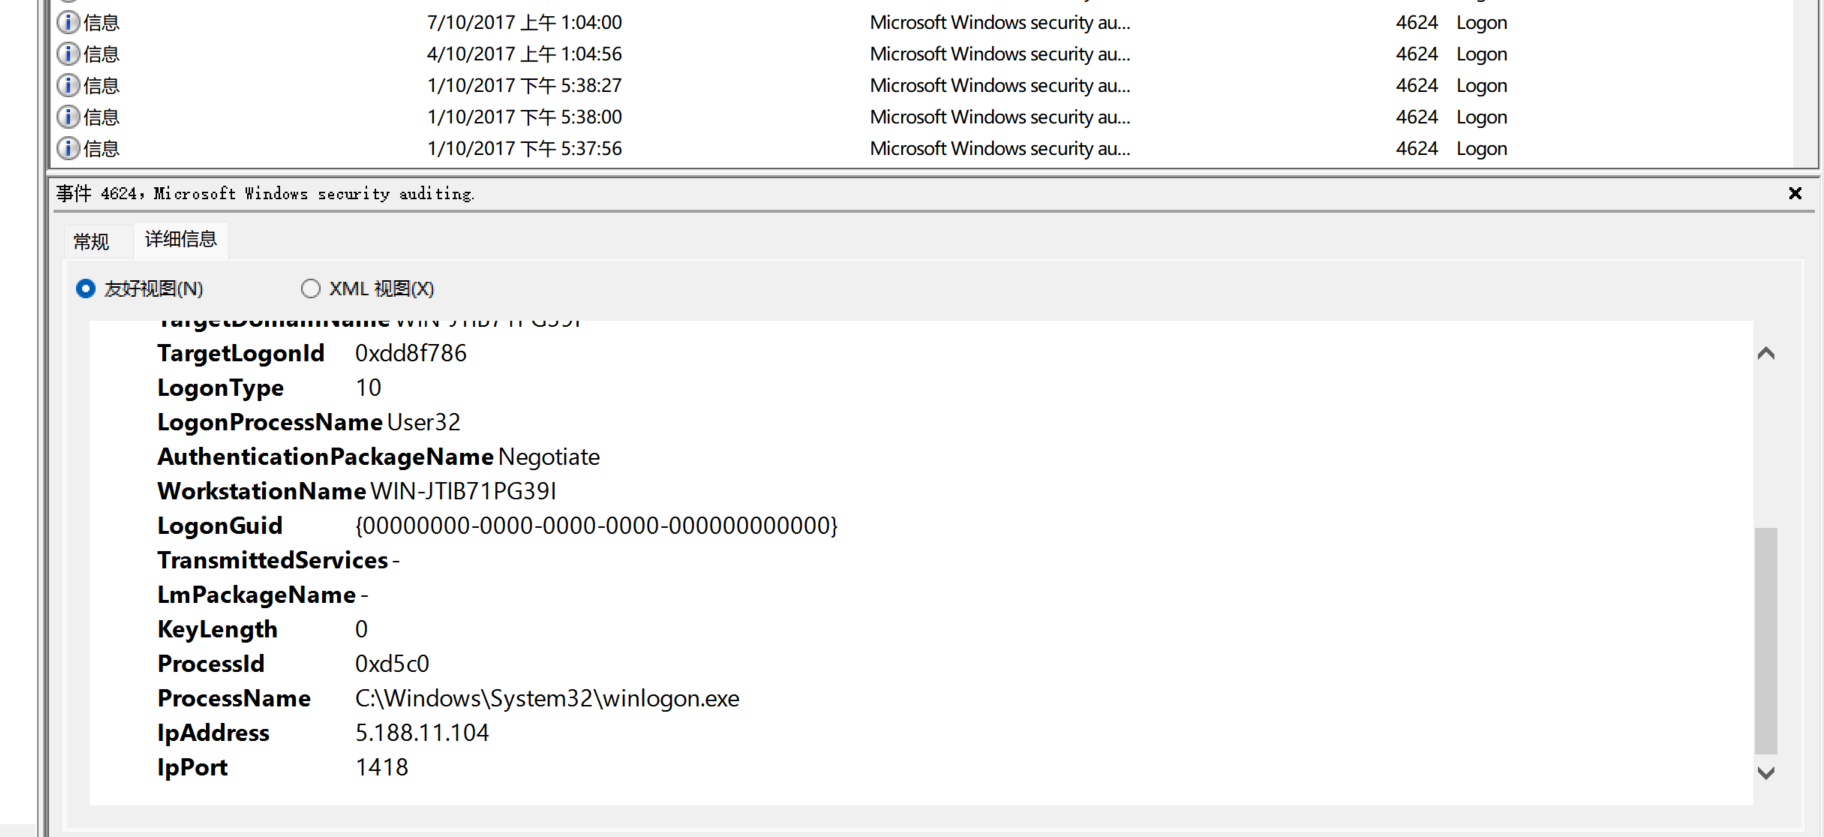 信息 7/10/2017 上午 1:04:00 Microsoft Windows security au... 4624 Logon
信息 4/10/2017 上午 1:04:56 Microsoft Windows security au... 4624 Logon
信息 1/10/2017 下午 5:38:27 Microsoft Windows security au... 4624 Logon
信息 1/10/2017 下午 5:38:00 Microsoft Windows security au... 4624 Logon
信息 1/10/2017 下午 5:37:56 Microsoft Windows security au... 4624 Logon
事件 4624，Microsoft Windows security auditing.
常规 详细信息
友好视图(N) XML 视图(X)
TargetDomainName WIN-JTIB71PG39I
TargetLogonId 0xdd8f786
LogonType 10
LogonProcessName User32
AuthenticationPackageName Negotiate
WorkstationName WIN-JTIB71PG39I
LogonGuid {00000000-0000-0000-0000-000000000000}
TransmittedServices -
LmPackageName -
KeyLength 0
ProcessId 0xd5c0
ProcessName C:\Windows\System32\winlogon.exe
IpAddress 5.188.11.104
IpPort 1418